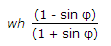 wh (1 - sin φ) / (1 + sin φ)